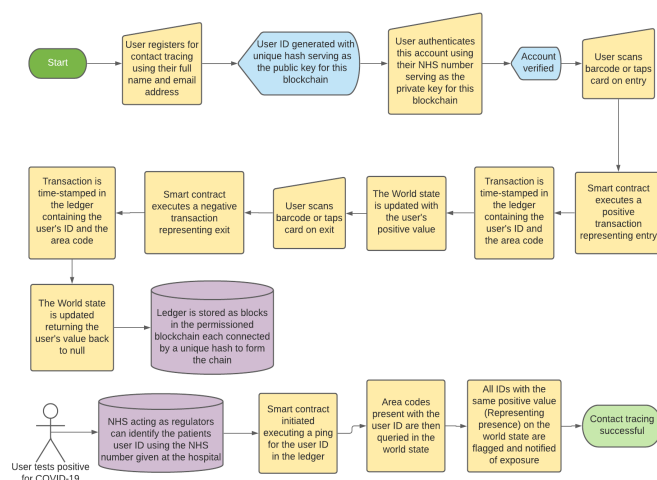 Start
User registers for
contact tracing
using their full
name and email
address
User ID generated with
unique hash serving as
the public key for this
blockchain
User authenticates
this account using
their NHS number
serving as the
private key for this
blockchain
Account
verified
User scans
barcode or taps
card on entry
Smart contract
executes a
positive
transaction
representing entry
Transaction is
time-stamped in
the ledger
containing the
user's ID and
the area code
The World state
is updated with
the user's
positive value
User scans
barcode or taps
card on exit
Smart contract
executes a negative
transaction
representing exit
Transaction is
time-stamped in
the ledger
containing the
user's ID and the
area code
The World state
is updated
returning the
user's value back
to null
Ledger is stored as blocks
in the permissioned
blockchain each connected
by a unique hash to form
the chain
User tests positive
for COVID-19
NHS acting as regulators
can identify the patients
user ID using the NHS
number given at the hospital
Smart contract
initiated
executing a ping
for the user ID
in the ledger
Area codes
present with the
user ID are then
queried in the
world state
All IDs with the
same positive value
(Representing
presence) on the
world state are
flagged and notified
of exposure
Contact tracing
successful